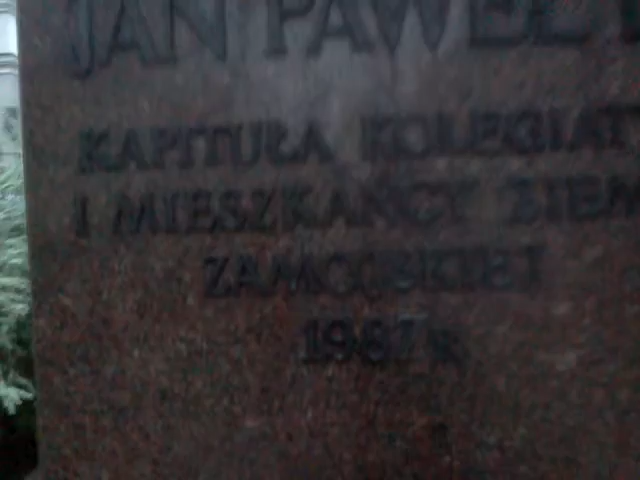 JAN PAWEŁ
KAPITUŁA KOLEGIAT
I MIESZKAŃCY ZIEM
ZAMOJSKIEJ
1987 r.